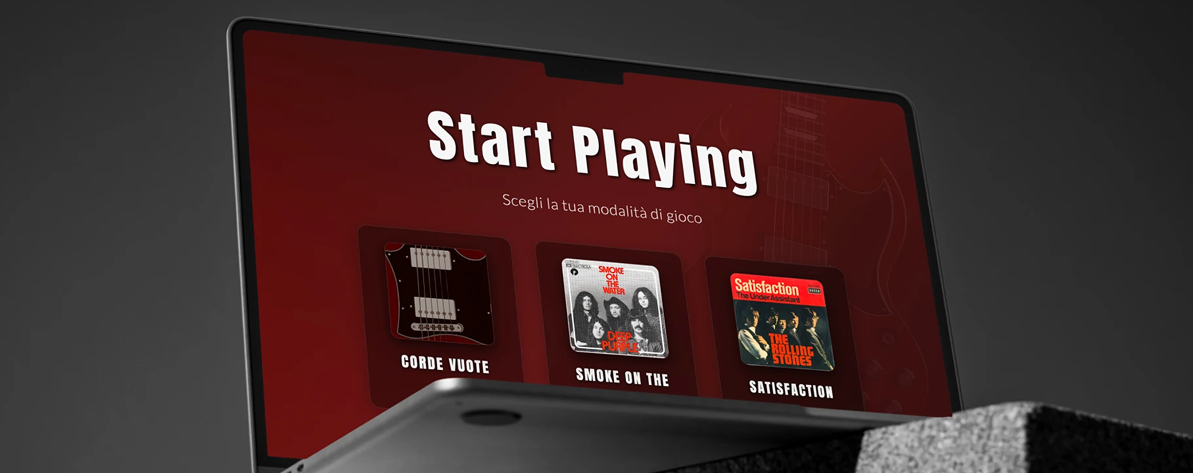 Start Playing
Scegli la tua modalità di gioco
CORDE VUOTE
SMOKE
ON
THE
WATER
DEEP
PURPLE
SMOKE ON THE
Satisfaction
The Under Assistant
THE
ROLLING
STONES
SATISFACTION